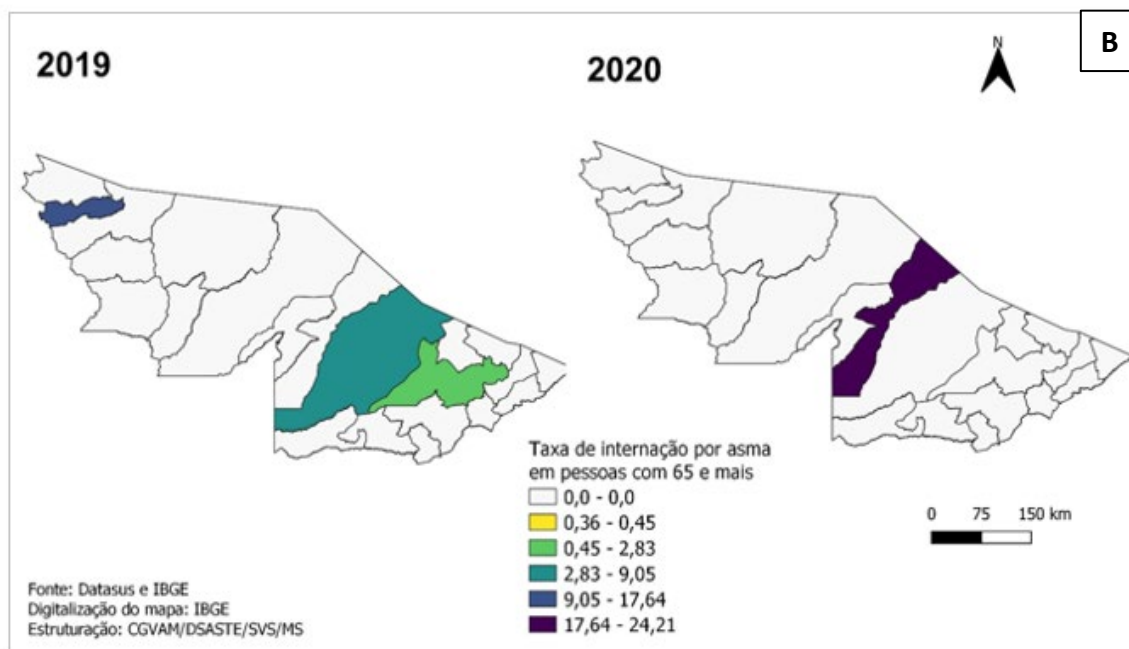 B
2019
2020
N
Taxa de internação por asma
em pessoas com 65 e mais
0,0 - 0,0
0,36 - 0,45
0,45 - 2,83
2,83 - 9,05
9,05 - 17,64
17,64 - 24,21
0 75 150 km
Fonte: Datasus e IBGE
Digitalização do mapa: IBGE
Estruturação: CGVAM/DSASTE/SVS/MS